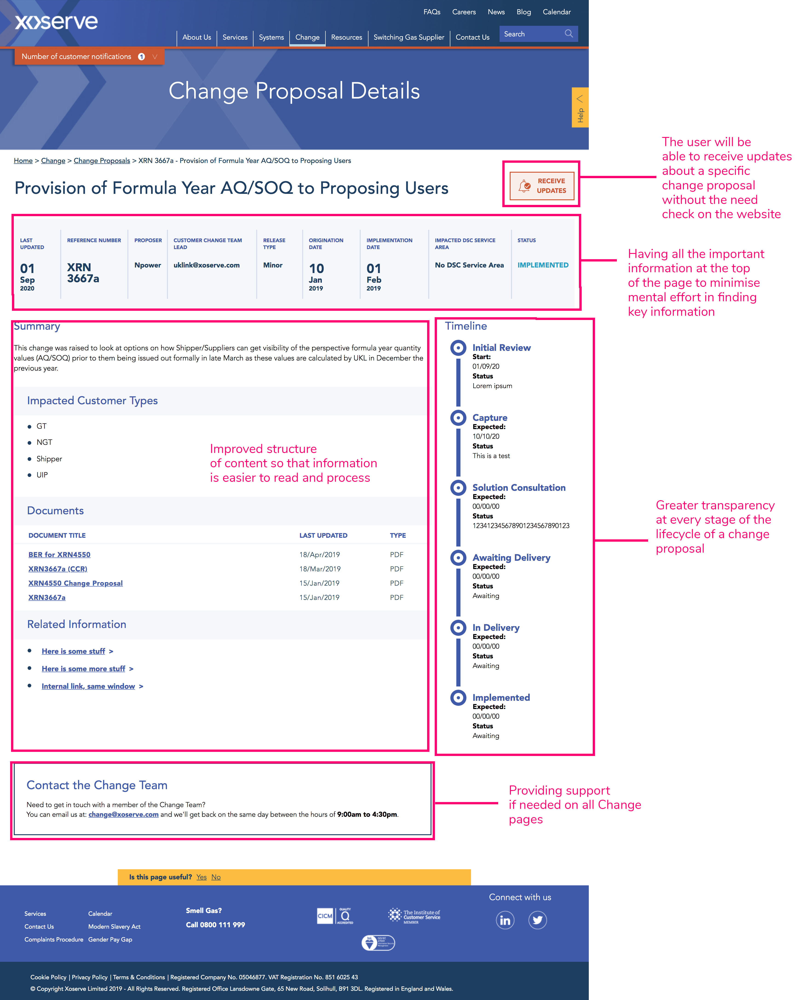 FAQs Careers News Blog Calendar
xoserve
About Us Services Systems Change Resources Switching Gas Supplier Contact Us Search
Number of customer notifications 1
Change Proposal Details
Help
Home > Change > Change Proposals > XRN 3667a - Provision of Formula Year AQ/SOQ to Proposing Users
Provision of Formula Year AQ/SOQ to Proposing Users
RECEIVE
UPDATES
The user will be
able to receive updates
about a specific
change proposal
without the need
check on the website
LAST
UPDATED
01
Sep
2020
REFERENCE NUMBER
XRN
3667a
PROPOSER
Npower
CUSTOMER CHANGE TEAM
LEAD
uklink@xoserve.com
RELEASE
TYPE
Minor
ORIGINATION
DATE
10
Jan
2019
IMPLEMENTATION
DATE
01
Feb
2019
IMPACTED DSC SERVICE
AREA
No DSC Service Area
STATUS
IMPLEMENTED
Having all the important
information at the top
of the page to minimise
mental effort in finding
key information
Summary
This change was raised to look at options on how Shipper/Suppliers can get visibility of the perspective formula year quantity
values (AQ/SOQ) prior to them being issued out formally in late March as these values are calculated by UKL in December the
previous year.
Impacted Customer Types
GT
NGT
Shipper
UIP
Improved structure
of content so that information
is easier to read and process
Documents
DOCUMENT TITLE LAST UPDATED TYPE
BER for XRN4550 18/Apr/2019 PDF
XRN3667a (CCR) 18/Mar/2019 PDF
XRN4550 Change Proposal 15/Jan/2019 PDF
XRN3667a 15/Jan/2019 PDF
Related Information
Here is some stuff >
Here is some more stuff >
Internal link, same window >
Timeline
Initial Review
Start:
01/09/20
Status
Lorem ipsum
Capture
Expected:
10/10/20
Status
This is a test
Solution Consultation
Expected:
00/00/00
Status
123412345678901234567890123
Awaiting Delivery
Expected:
00/00/00
Status
Awaiting
In Delivery
Expected:
00/00/00
Status
Awaiting
Implemented
Expected:
00/00/00
Status
Awaiting
Greater transparency
at every stage of the
lifecycle of a change
proposal
Contact the Change Team
Need to get in touch with a member of the Change Team?
You can email us at: change@xoserve.com and we'll get back on the same day between the hours of 9:00am to 4:30pm.
Providing support
if needed on all Change
pages
Is this page useful? Yes No
Services
Contact Us
Complaints Procedure
Calendar
Modern Slavery Act
Gender Pay Gap
Smell Gas?
Call 0800 111 999
CICM
QUALITY
Q
ACCREDITED
The Institute of
Customer Service
MEMBER
bsi.
ISO/IEC
27001
Information Security
Management
Connect with us
in
Cookie Policy | Privacy Policy | Terms & Conditions | Registered Company No. 05046877. VAT Registration No. 851 6025 43
© Copyright Xoserve Limited 2019 - All Rights Reserved. Registered Office Lansdowne Gate, 65 New Road, Solihull, B91 3DL. Registered in England and Wales.